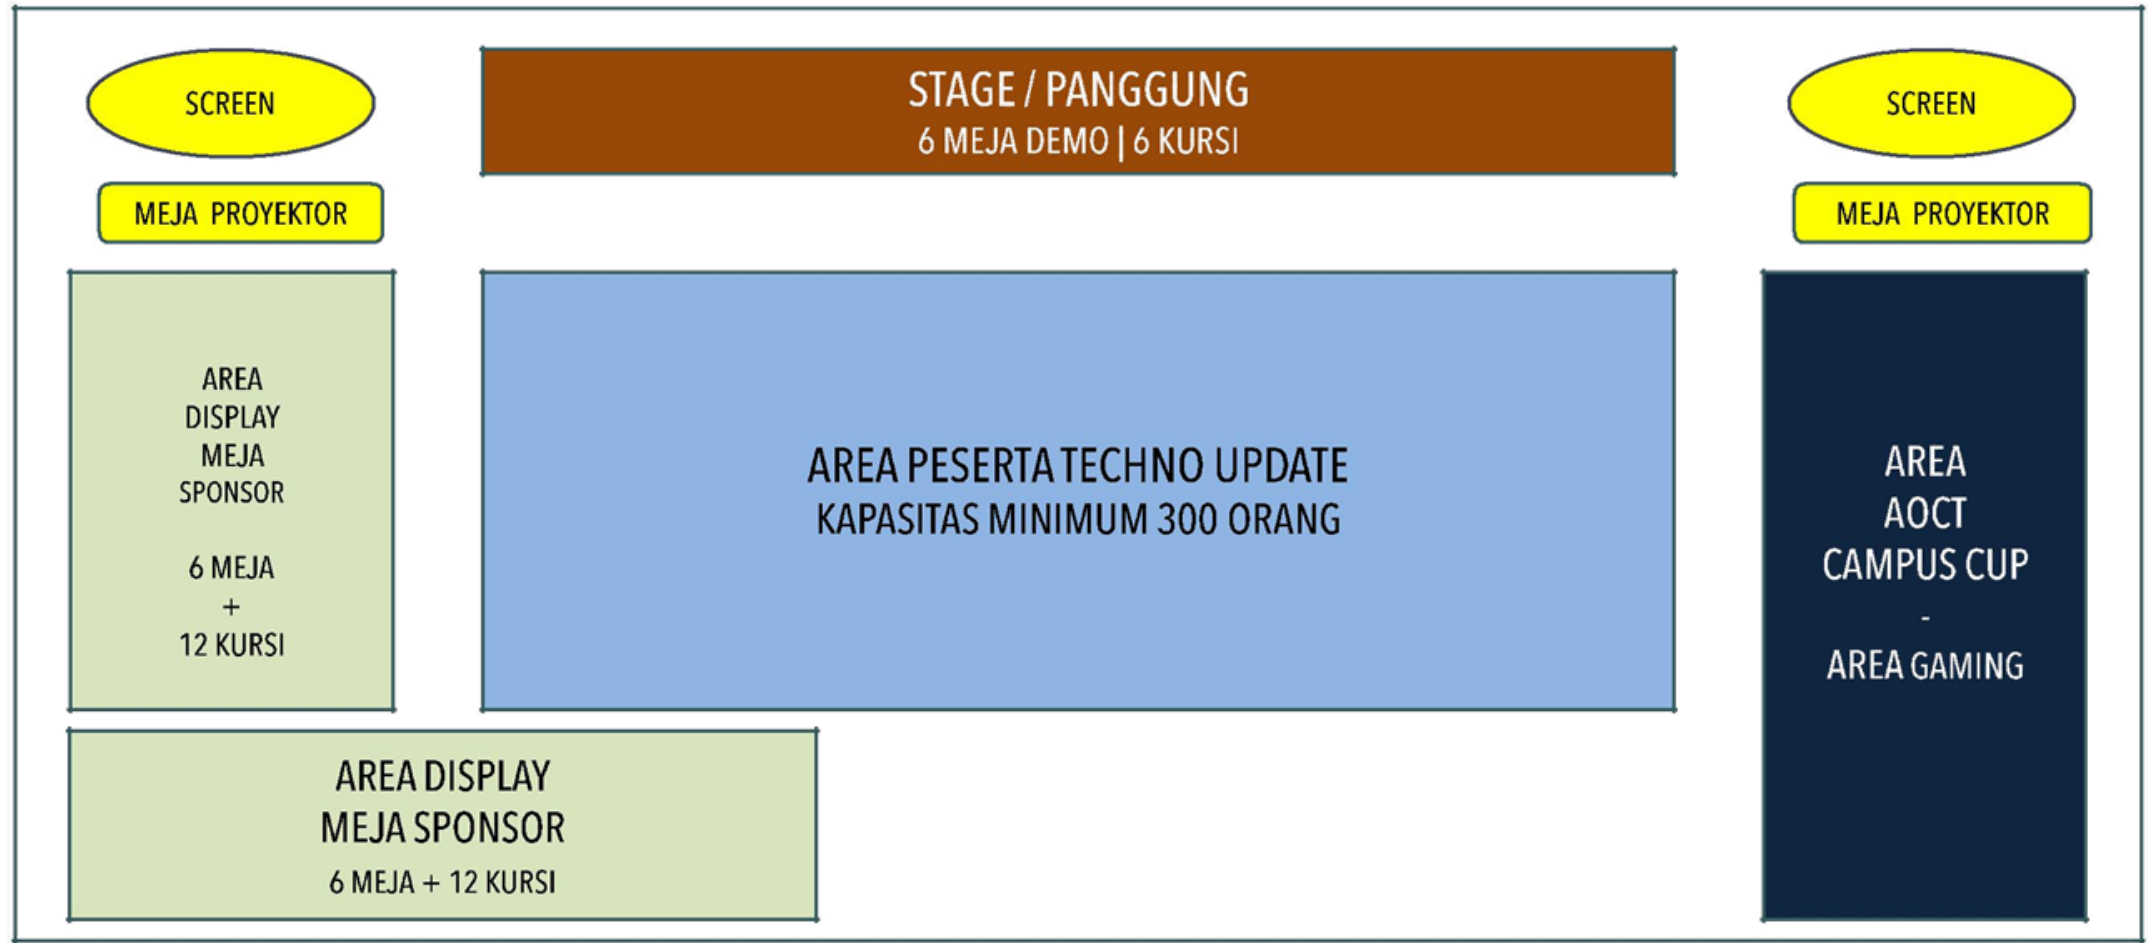 SCREEN
STAGE / PANGGUNG
6 MEJA DEMO | 6 KURSI
SCREEN
MEJA PROYEKTOR
MEJA PROYEKTOR
AREA
DISPLAY
MEJA
SPONSOR
6 MEJA
+
12 KURSI
AREA PESERTA TECHNO UPDATE
KAPASITAS MINIMUM 300 ORANG
AREA
AOCT
CAMPUS CUP
-
AREA GAMING
AREA DISPLAY
MEJA SPONSOR
6 MEJA + 12 KURSI